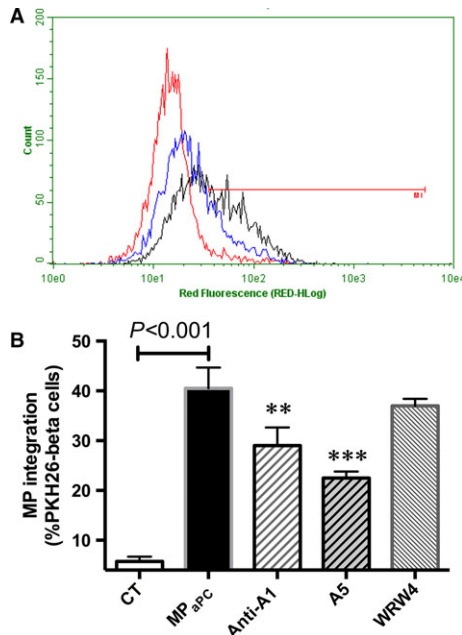 A
200
150
Count
100
50
0
M1
10e0 10e1 10e2 10e3 10e4
Red Fluorescence (RED-HLog)
B
P<0.001
50
40
30
20
10
MP integration
(%PKH26-beta cells)
**
***
CT
MP aPC
Anti-A1
A5
WRW4